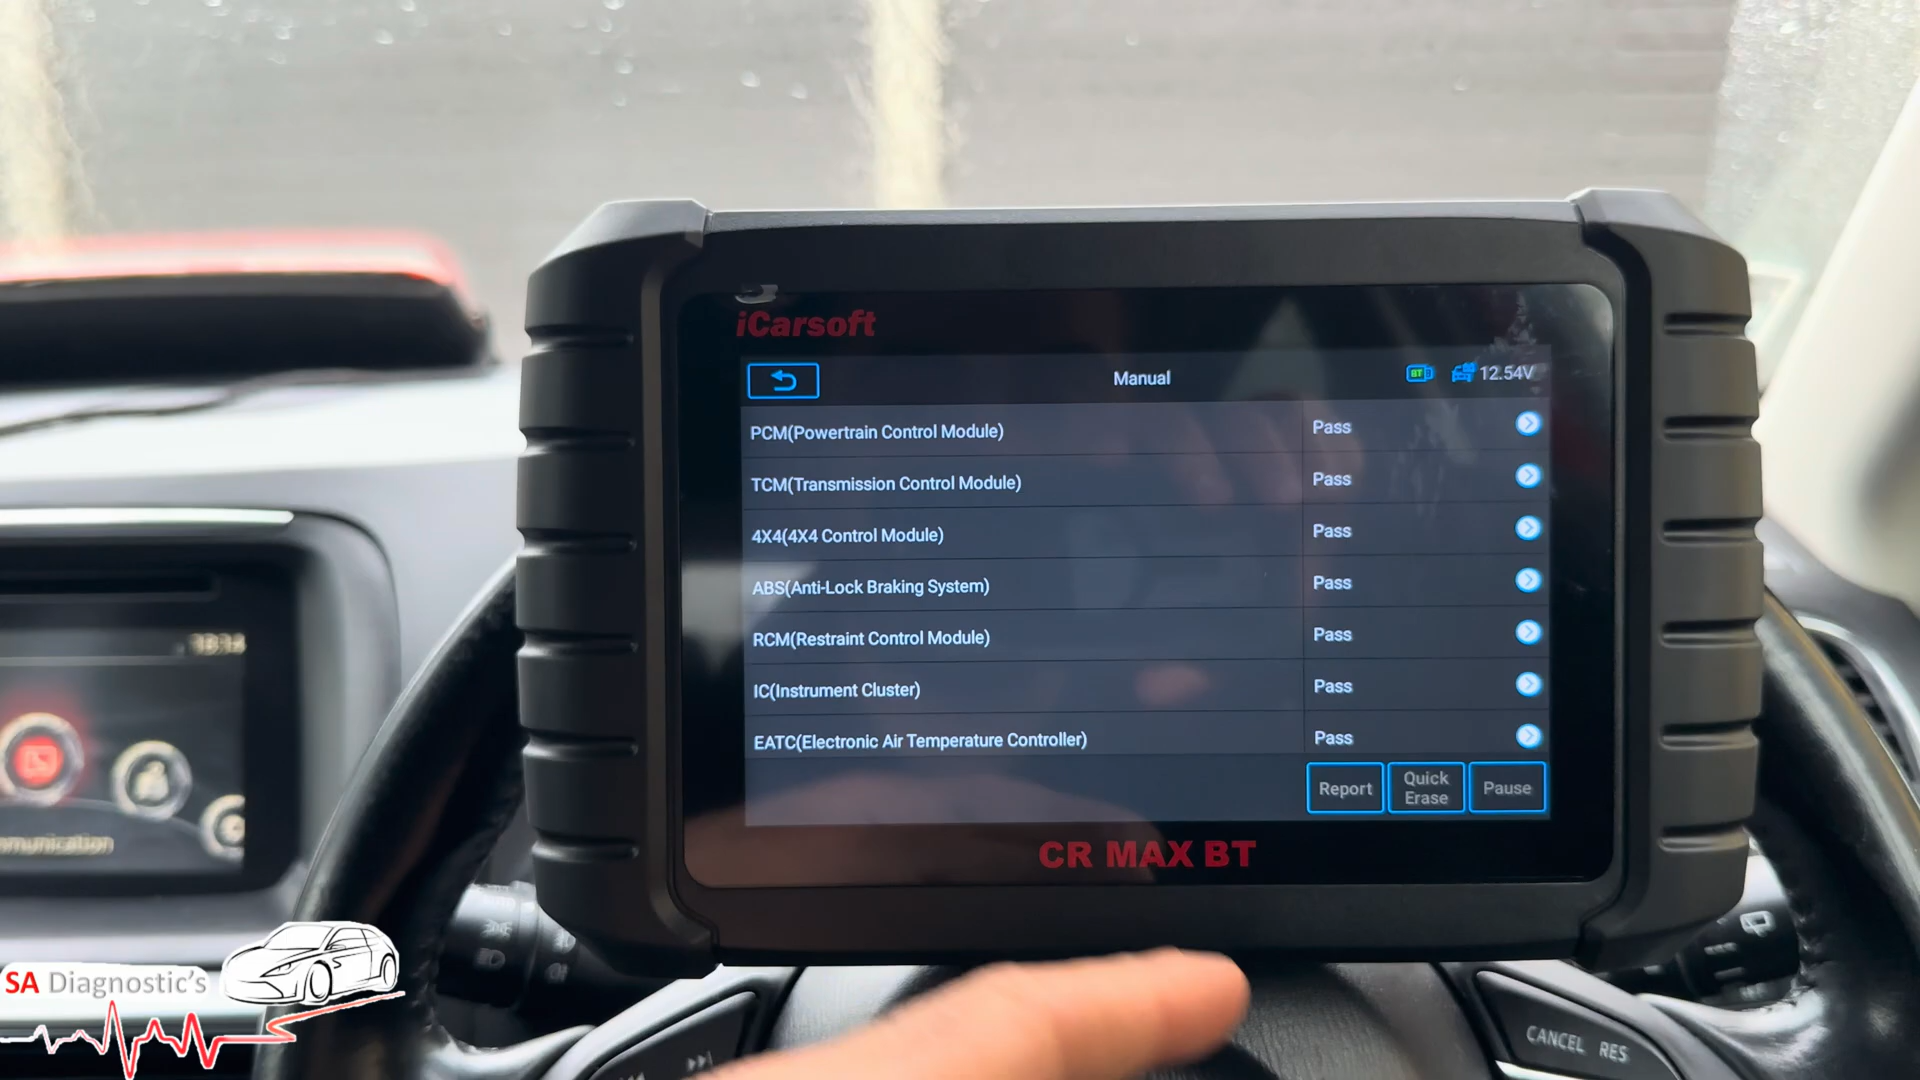 iCarsoft
Manual
BT
12.54V
PCM(Powertrain Control Module) Pass
TCM(Transmission Control Module) Pass
4X4(4X4 Control Module) Pass
ABS(Anti-Lock Braking System) Pass
RCM(Restraint Control Module) Pass
IC(Instrument Cluster) Pass
EATC(Electronic Air Temperature Controller) Pass
Report
Quick
Erase
Pause
CR MAX BT
SA Diagnostic's
CANCEL RES